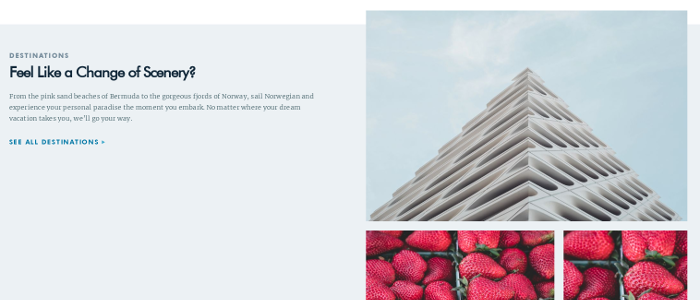 DESTINATIONS
Feel Like a Change of Scenery?
From the pink sand beaches of Bermuda to the gorgeous fjords of Norway, sail Norwegian and
experience your personal paradise the moment you embark. No matter where your dream
vacation takes you, we'll go your way.
SEE ALL DESTINATIONS >